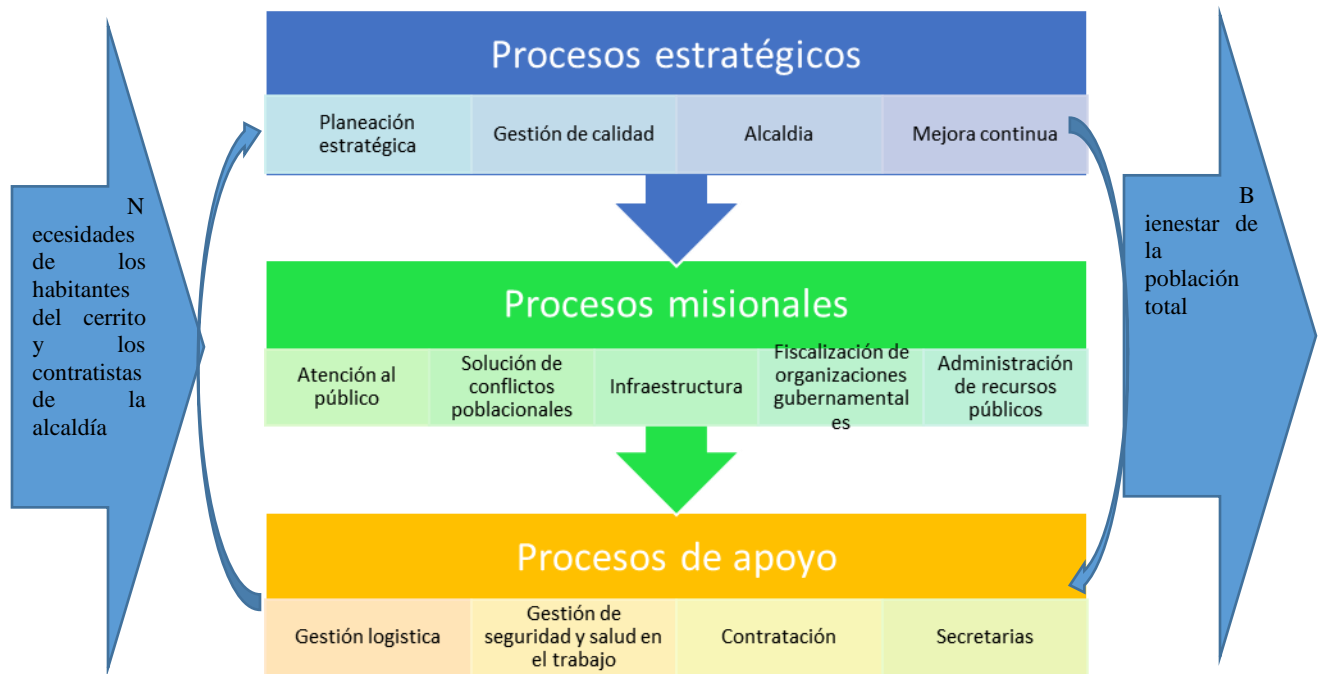 N
ecesidades
de los
habitantes
del cerrito
y los
contratistas
de la
alcaldía
Procesos estratégicos
Planeación
estratégica
Gestión de calidad
Alcaldia
Mejora continua
Procesos misionales
Atención al
público
Solución de
conflictos
poblacionales
Infraestructura
Fiscalización de
organizaciones
gubernamental
es
Administración
de recursos
públicos
Procesos de apoyo
Gestión logistica
Gestión de
seguridad y salud en
el trabajo
Contratación
Secretarias
B
ienestar de
la
población
total